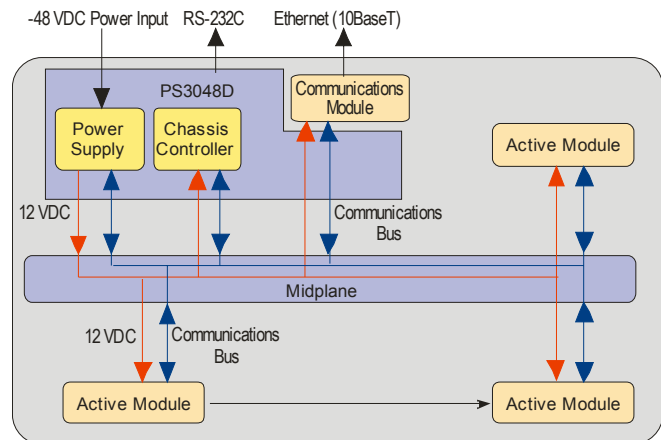 -48 VDC Power Input
RS-232C
Ethernet (10BaseT)
PS3048D
Communications
Module
Power
Supply
Chassis
Controller
Active Module
12 VDC
Communications
Bus
Midplane
12 VDC
Communications
Bus
Active Module
Active Module